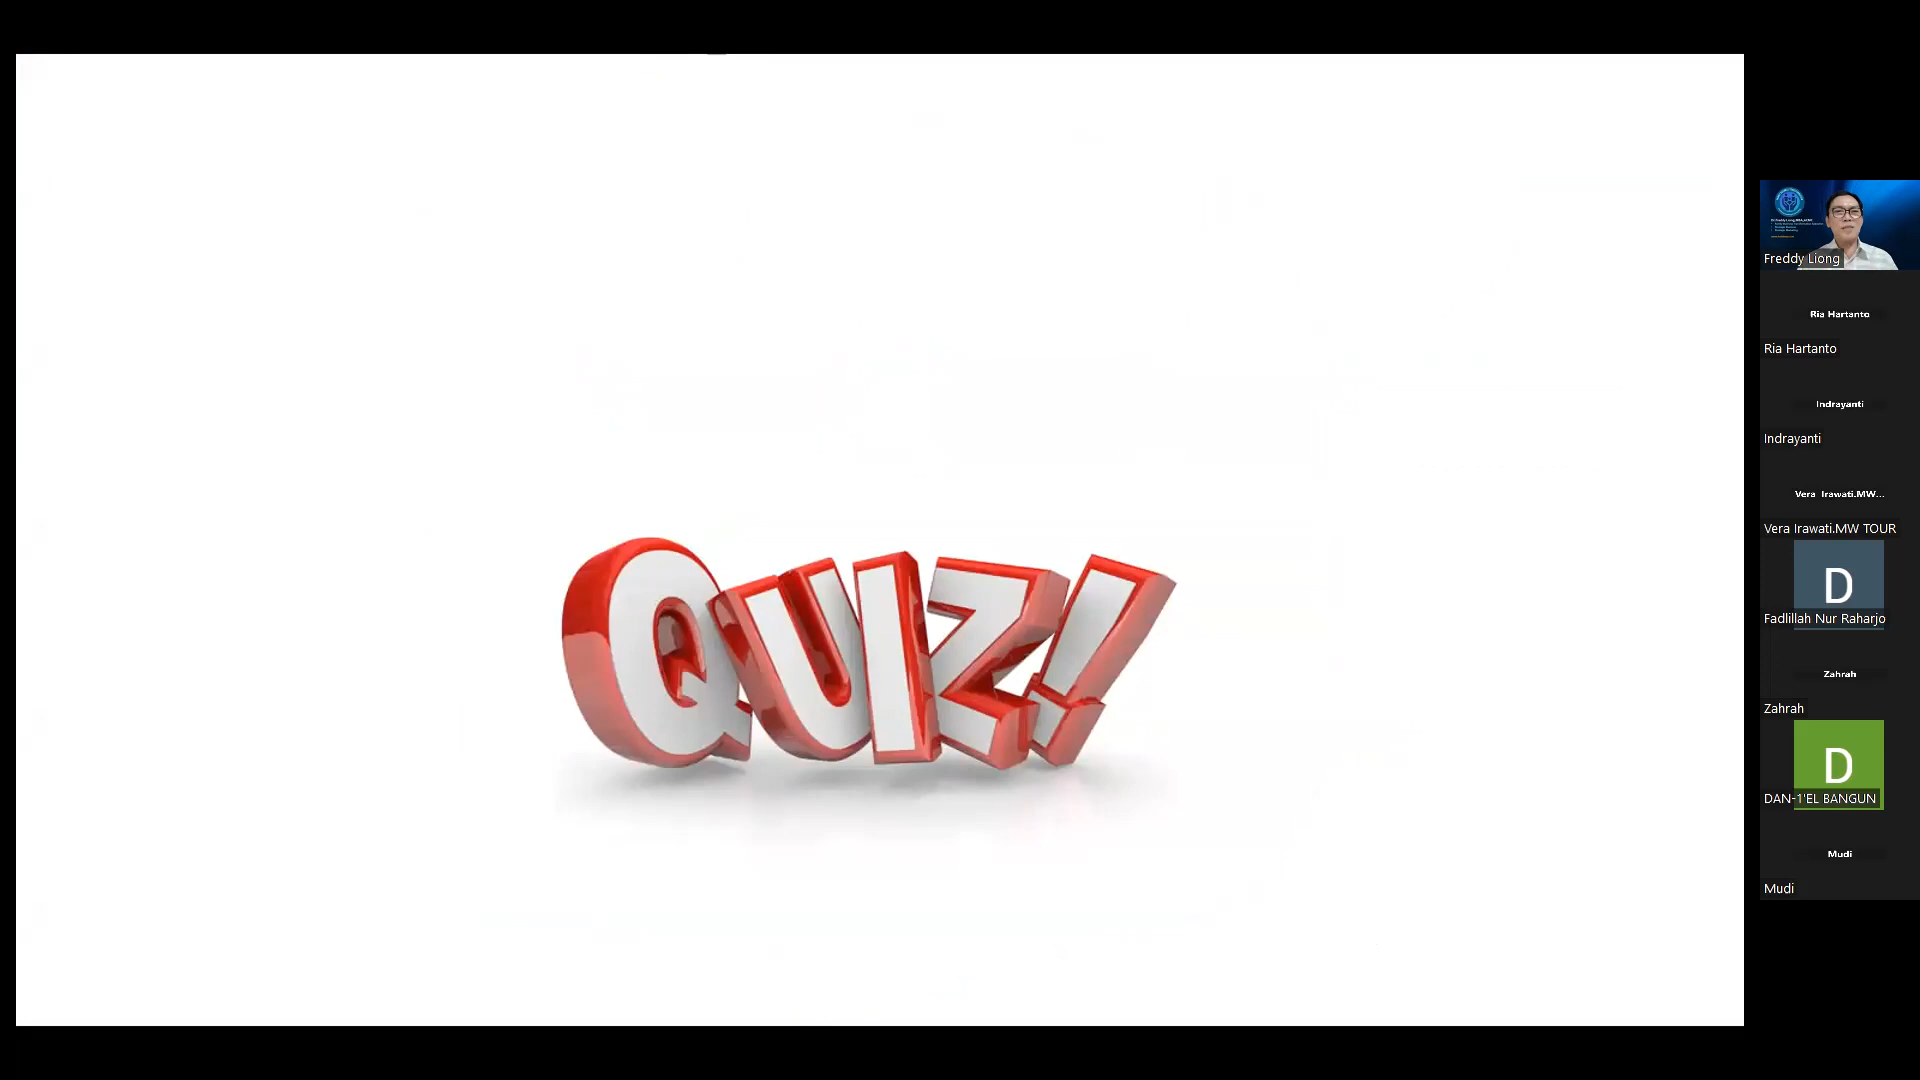 QUIZ!
Freddy Liong
Ria Hartanto
Ria Hartanto
Indrayanti
Indrayanti
Vera Irawati.MW...
Vera Irawati.MW TOUR
D
Fadlillah Nur Raharjo
Zahrah
Zahrah
D
DAN-1'EL BANGUN
Mudi
Mudi